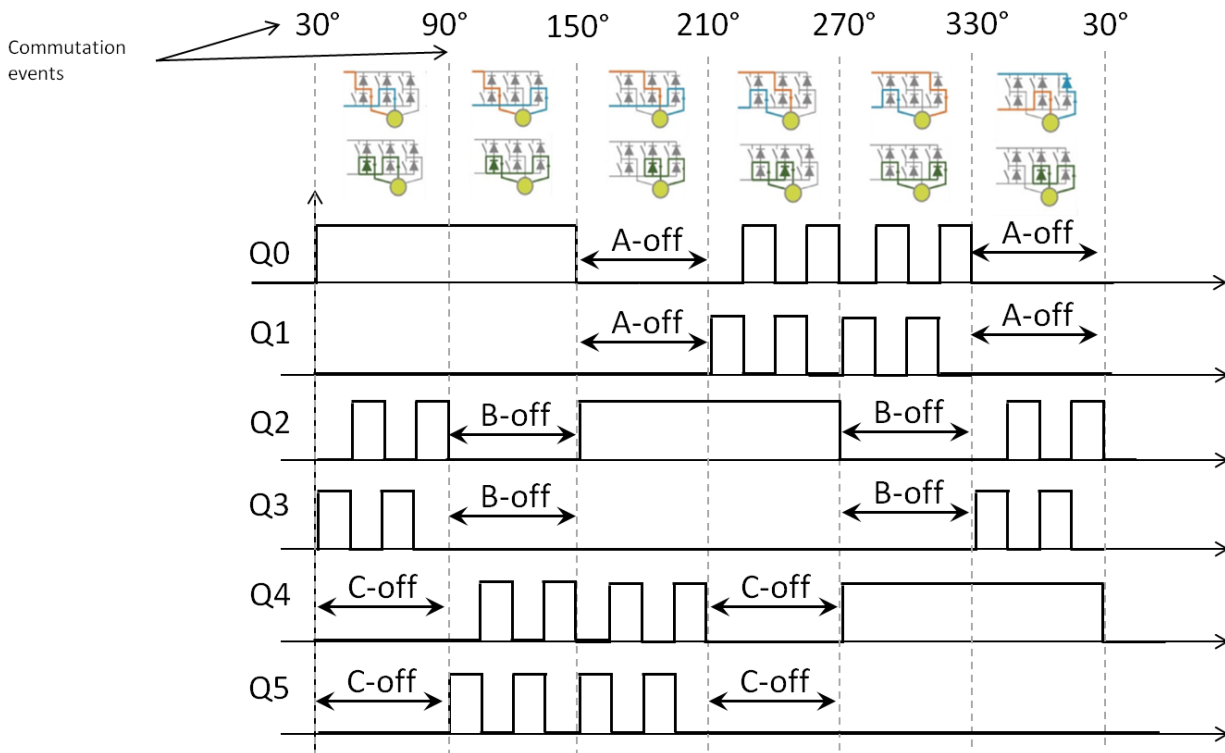 30° 90° 150° 210° 270° 330° 30°
Commutation
events
Q0 A-off A-off
Q1 A-off A-off
Q2 B-off B-off
Q3 B-off B-off
Q4 C-off C-off
Q5 C-off C-off